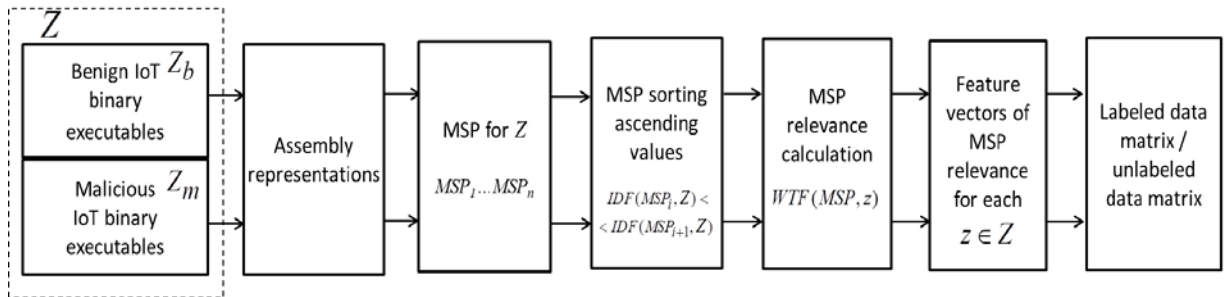 Z
Benign IoT Z_b
binary
executables
Malicious Z_m
IoT binary
executables
Assembly
representations
MSP for Z
MSP_1...MSP_n
MSP sorting
ascending
values
IDF(MSP_i,Z) <
< IDF(MSP_{i+1},Z)
MSP
relevance
calculation
WTF(MSP,z)
Feature
vectors of
MSP
relevance
for each
z ∈ Z
Labeled data
matrix /
unlabeled
data matrix